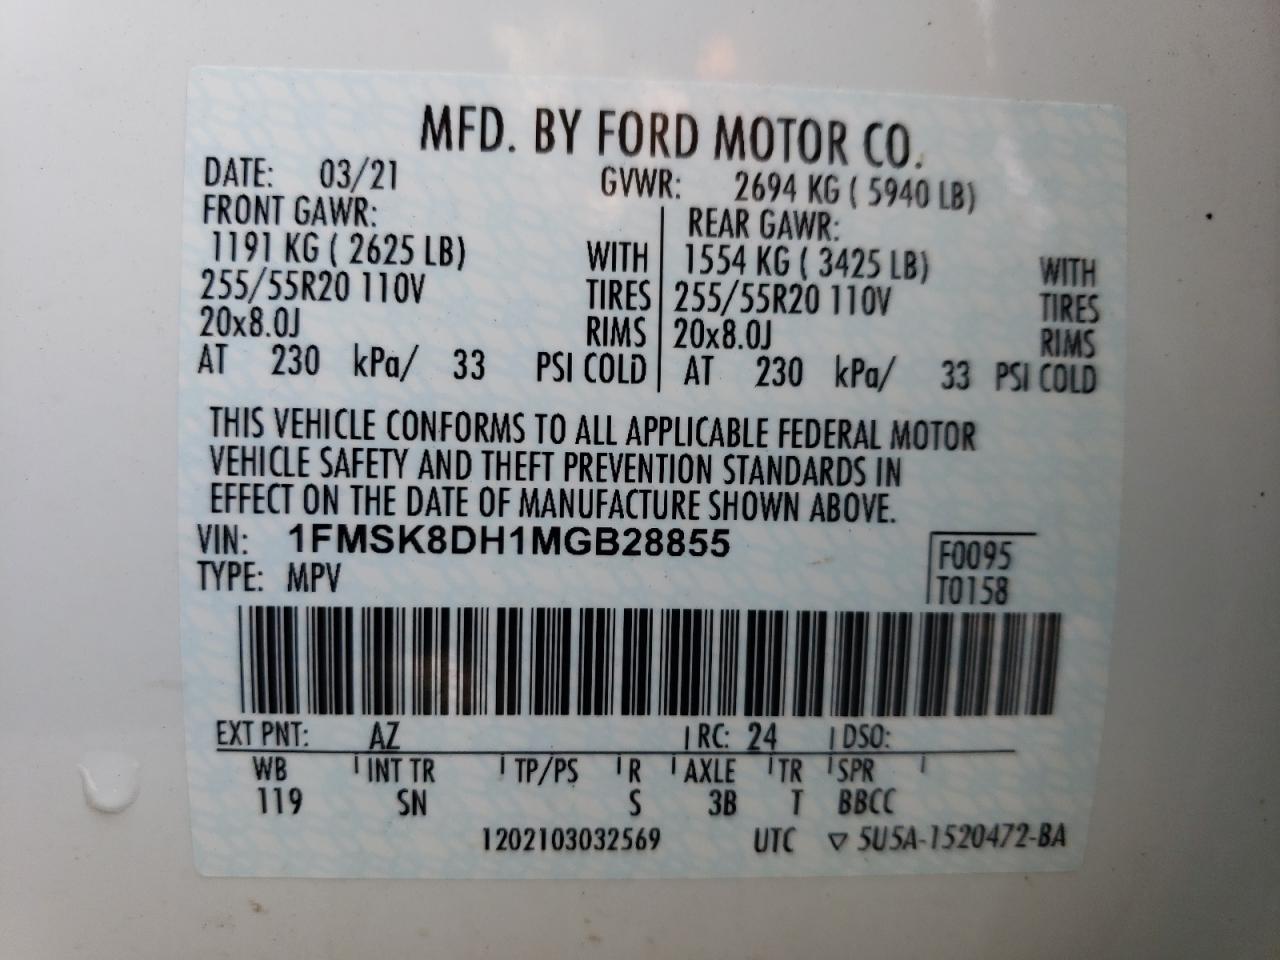 MFD. BY FORD MOTOR CO.
DATE: 03/21 GVWR: 2694 KG ( 5940 LB)
FRONT GAWR: REAR GAWR:
1191 KG ( 2625 LB) WITH 1554 KG ( 3425 LB) WITH
255/55R20 110V TIRES 255/55R20 110V TIRES
20x8.0J RIMS 20x8.0J RIMS
AT 230 kPa/ 33 PSI COLD AT 230 kPa/ 33 PSI COLD
THIS VEHICLE CONFORMS TO ALL APPLICABLE FEDERAL MOTOR
VEHICLE SAFETY AND THEFT PREVENTION STANDARDS IN
EFFECT ON THE DATE OF MANUFACTURE SHOWN ABOVE.
VIN: 1FMSK8DH1MGB28855 F0095
TYPE: MPV T0158
EXT PNT: AZ RC: 24 DSO:
WB INT TR TP/PS R AXLE TR SPR
119 SN S 3B T BBCC
1202103032569 UTC ▽ 5U5A-1520472-BA